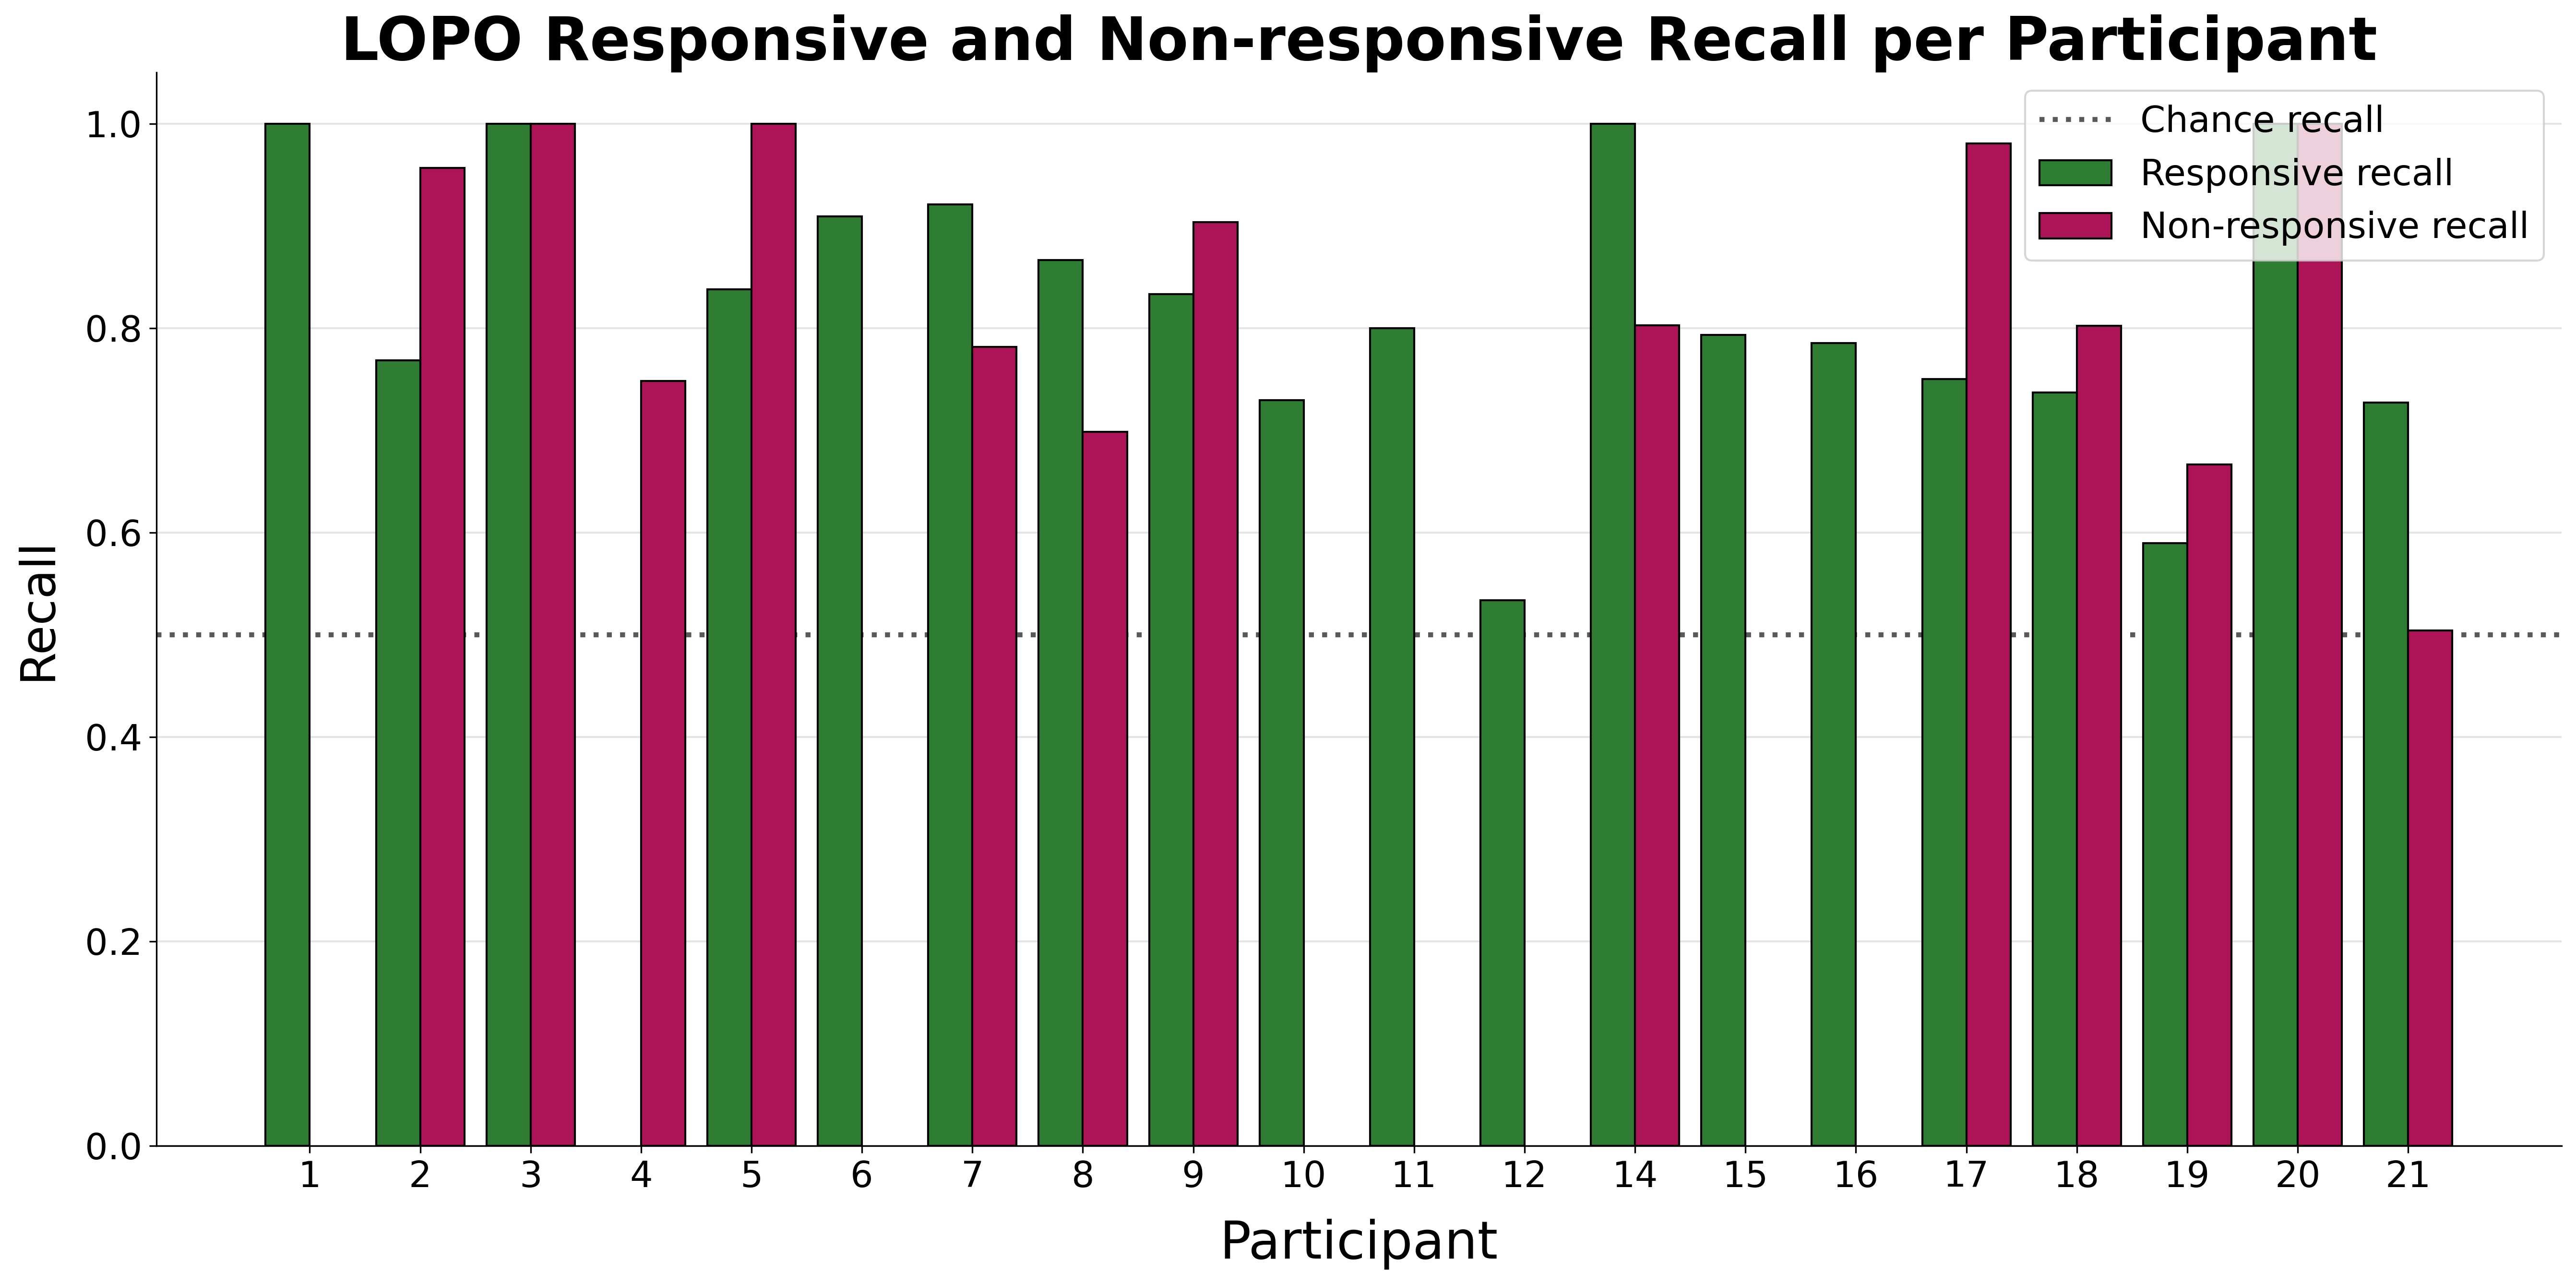 LOPO Responsive and Non-responsive Recall per Participant
Chance recall
Responsive recall
Non-responsive recall
Recall
1.0
0.8
0.6
0.4
0.2
0.0
1 2 3 4 5 6 7 8 9 10 11 12 14 15 16 17 18 19 20 21
Participant